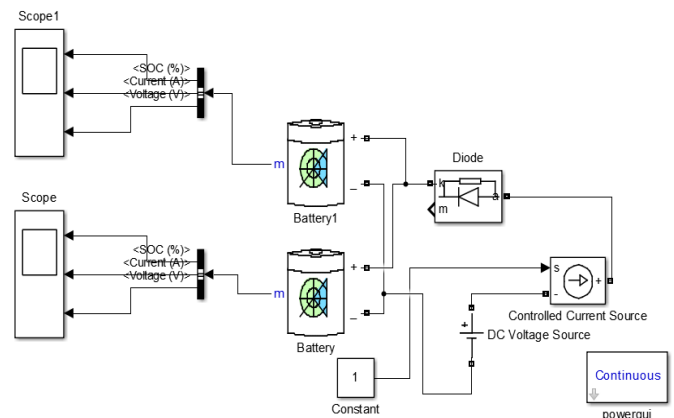 Scope1
<SOC (%)>
<Current (A)>
<Voltage (V)>
m
+
_
Battery1
Diode
k
a
m
Scope
<SOC (%)>
<Current (A)>
<Voltage (V)>
m
+
_
Battery
s
-
+
Controlled Current Source
+
DC Voltage Source
1
Constant
Continuous
powergui